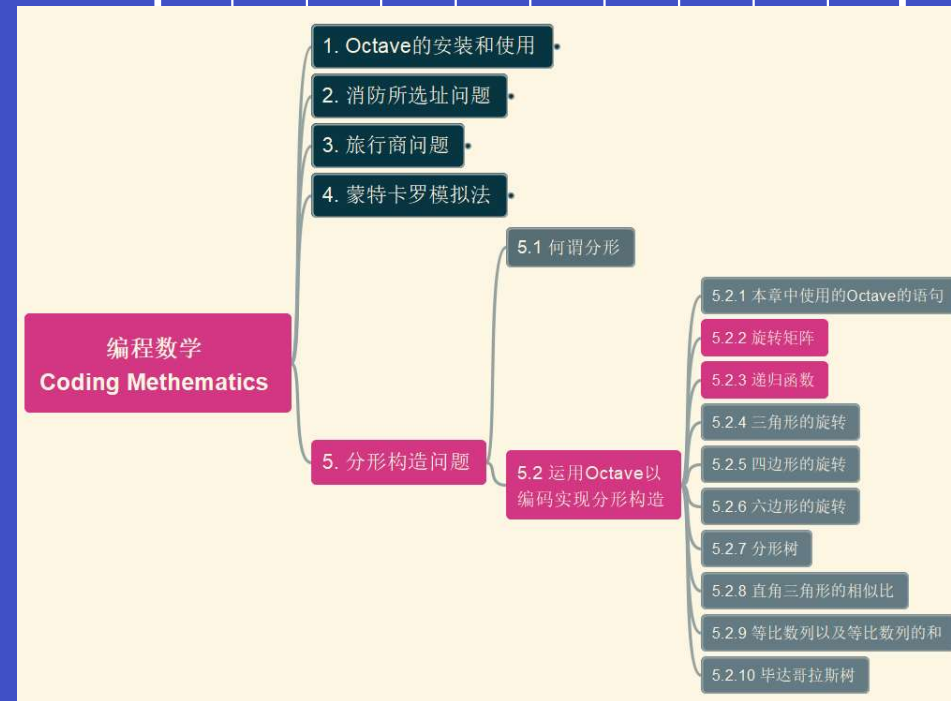 1. Octave的安装和使用
2. 消防所选址问题
3. 旅行商问题
4. 蒙特卡罗模拟法
5.1 何谓分形
5.2.1 本章中使用的Octave的语句
5.2.2 旋转矩阵
编程数学
Coding Methematics
5.2.3 递归函数
5.2.4 三角形的旋转
5. 分形构造问题
5.2 运用Octave以
编码实现分形构造
5.2.5 四边形的旋转
5.2.6 六边形的旋转
5.2.7 分形树
5.2.8 直角三角形的相似比
5.2.9 等比数列以及等比数列的和
5.2.10 毕达哥拉斯树